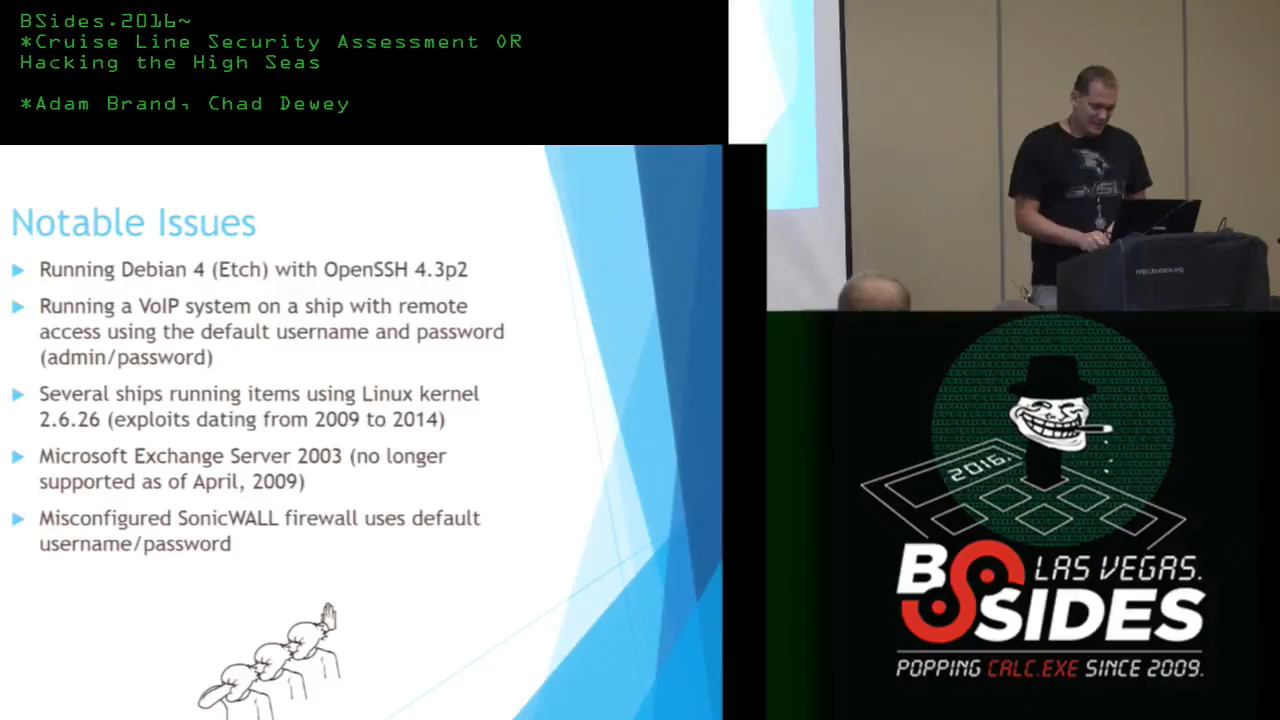 BSides.2016~
*Cruise Line Security Assessment OR
Hacking the High Seas
*Adam Brand, Chad Dewey
Notable Issues
Running Debian 4 (Etch) with OpenSSH 4.3p2
Running a VoIP system on a ship with remote
access using the default username and password
(admin/password)
Several ships running items using Linux kernel
2.6.26 (exploits dating from 2009 to 2014)
Microsoft Exchange Server 2003 (no longer
supported as of April, 2009)
Misconfigured SonicWALL firewall uses default
username/password
2016.
BSIDES
LAS VEGAS.
POPPING CALC.EXE SINCE 2009.